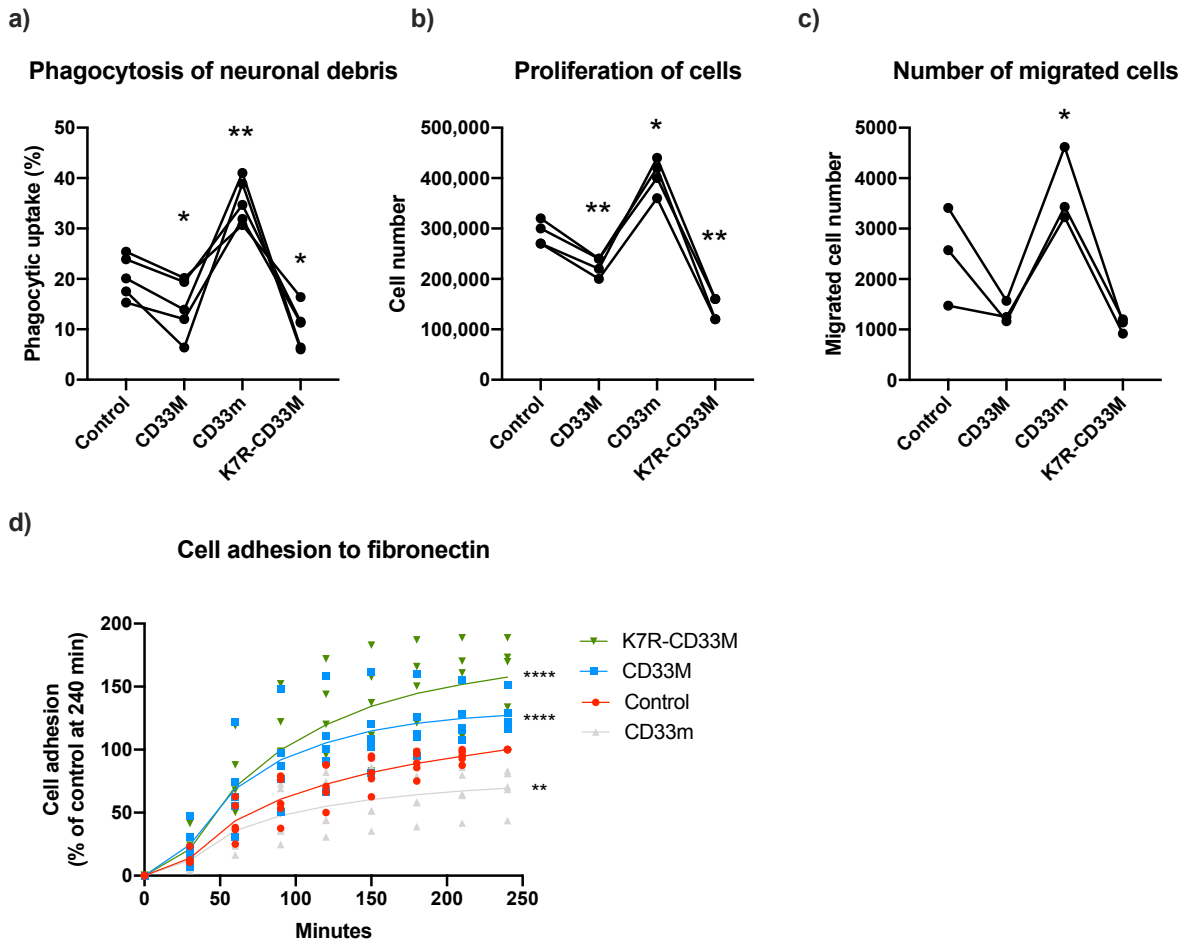 a)
Phagocytosis of neuronal debris
Phagocytic uptake (%)
50
40
30
20
10
0
*
**
*
Control
CD33M
CD33m
K7R-CD33M
b)
Proliferation of cells
Cell number
500,000
400,000
300,000
200,000
100,000
0
**
*
**
Control
CD33M
CD33m
K7R-CD33M
c)
Number of migrated cells
Migrated cell number
5000
4000
3000
2000
1000
0
*
Control
CD33M
CD33m
K7R-CD33M
d)
Cell adhesion to fibronectin
Cell adhesion
(% of control at 240 min)
200
150
100
50
0
0
50
100
150
200
250
Minutes
****
****
**
K7R-CD33M
CD33M
Control
CD33m